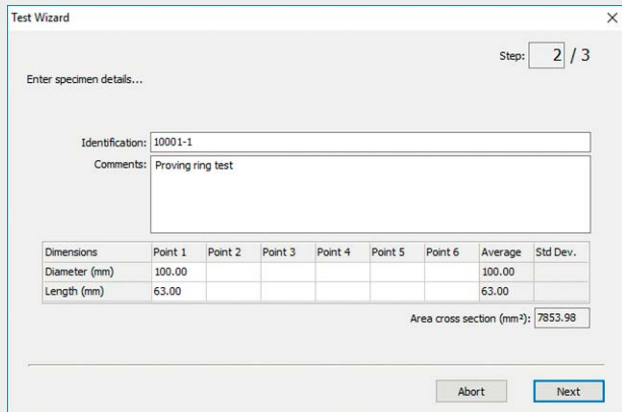 Test Wizard
Step: 2 / 3
Enter specimen details...
Identification: 10001-1
Comments: Proving ring test
Dimensions Point 1 Point 2 Point 3 Point 4 Point 5 Point 6 Average Std Dev.
Diameter (mm) 100.00 100.00
Length (mm) 63.00 63.00
Area cross section (mm²): 7853.98
Abort Next